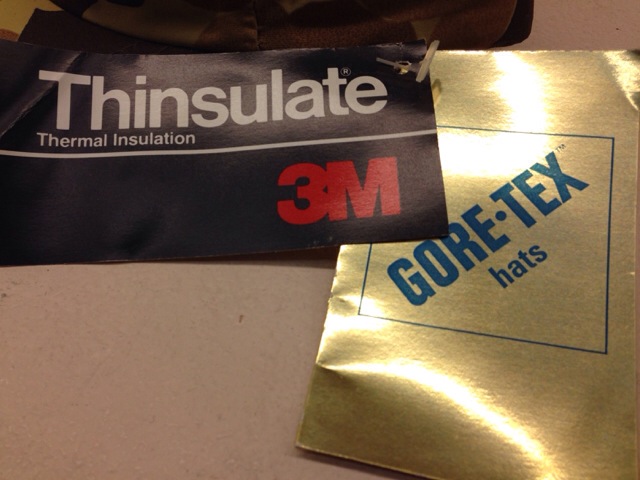 Thinsulate®
Thermal Insulation
3M
GORE-TEX™
hats